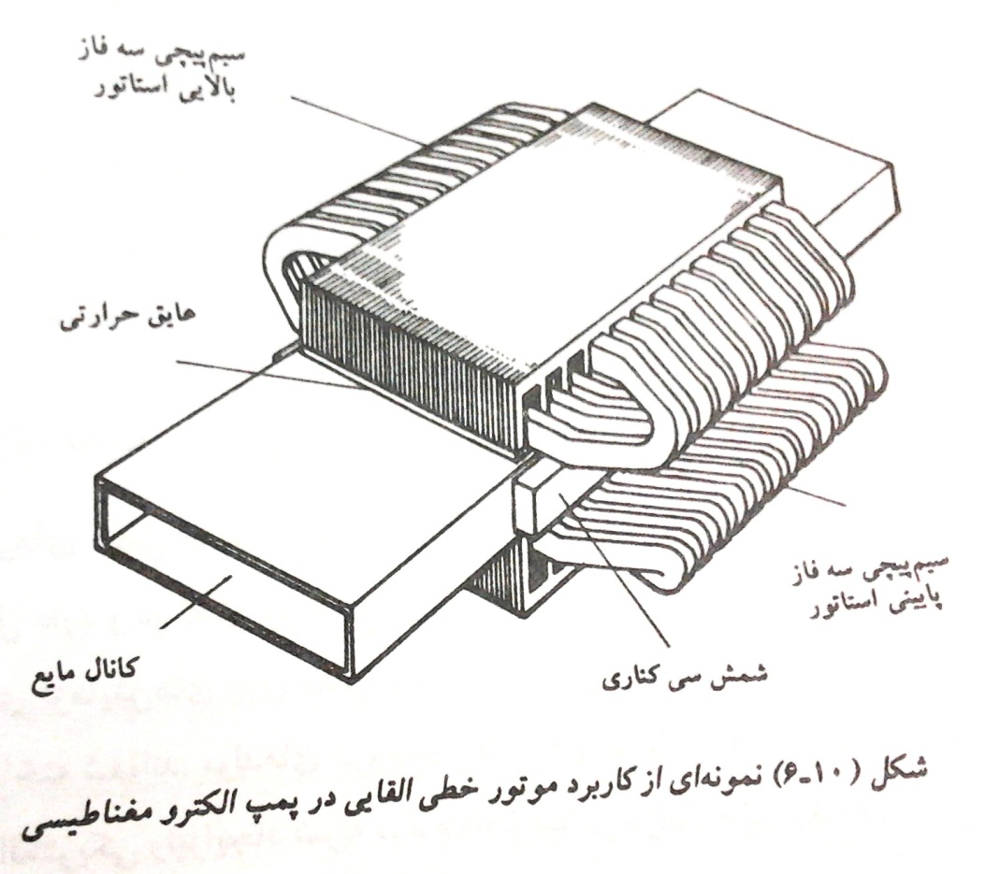 سیم‌پیچی سه فاز
بالایی استاتور
هایق حرارتی
سیم‌پیچی سه فاز
پایینی استاتور
کانال مایع
شمش سی کناری
شکل (۱۰-۶) نمونه‌ای از کاربرد موتور خطی القایی در پمپ الکترو مغناطیسی